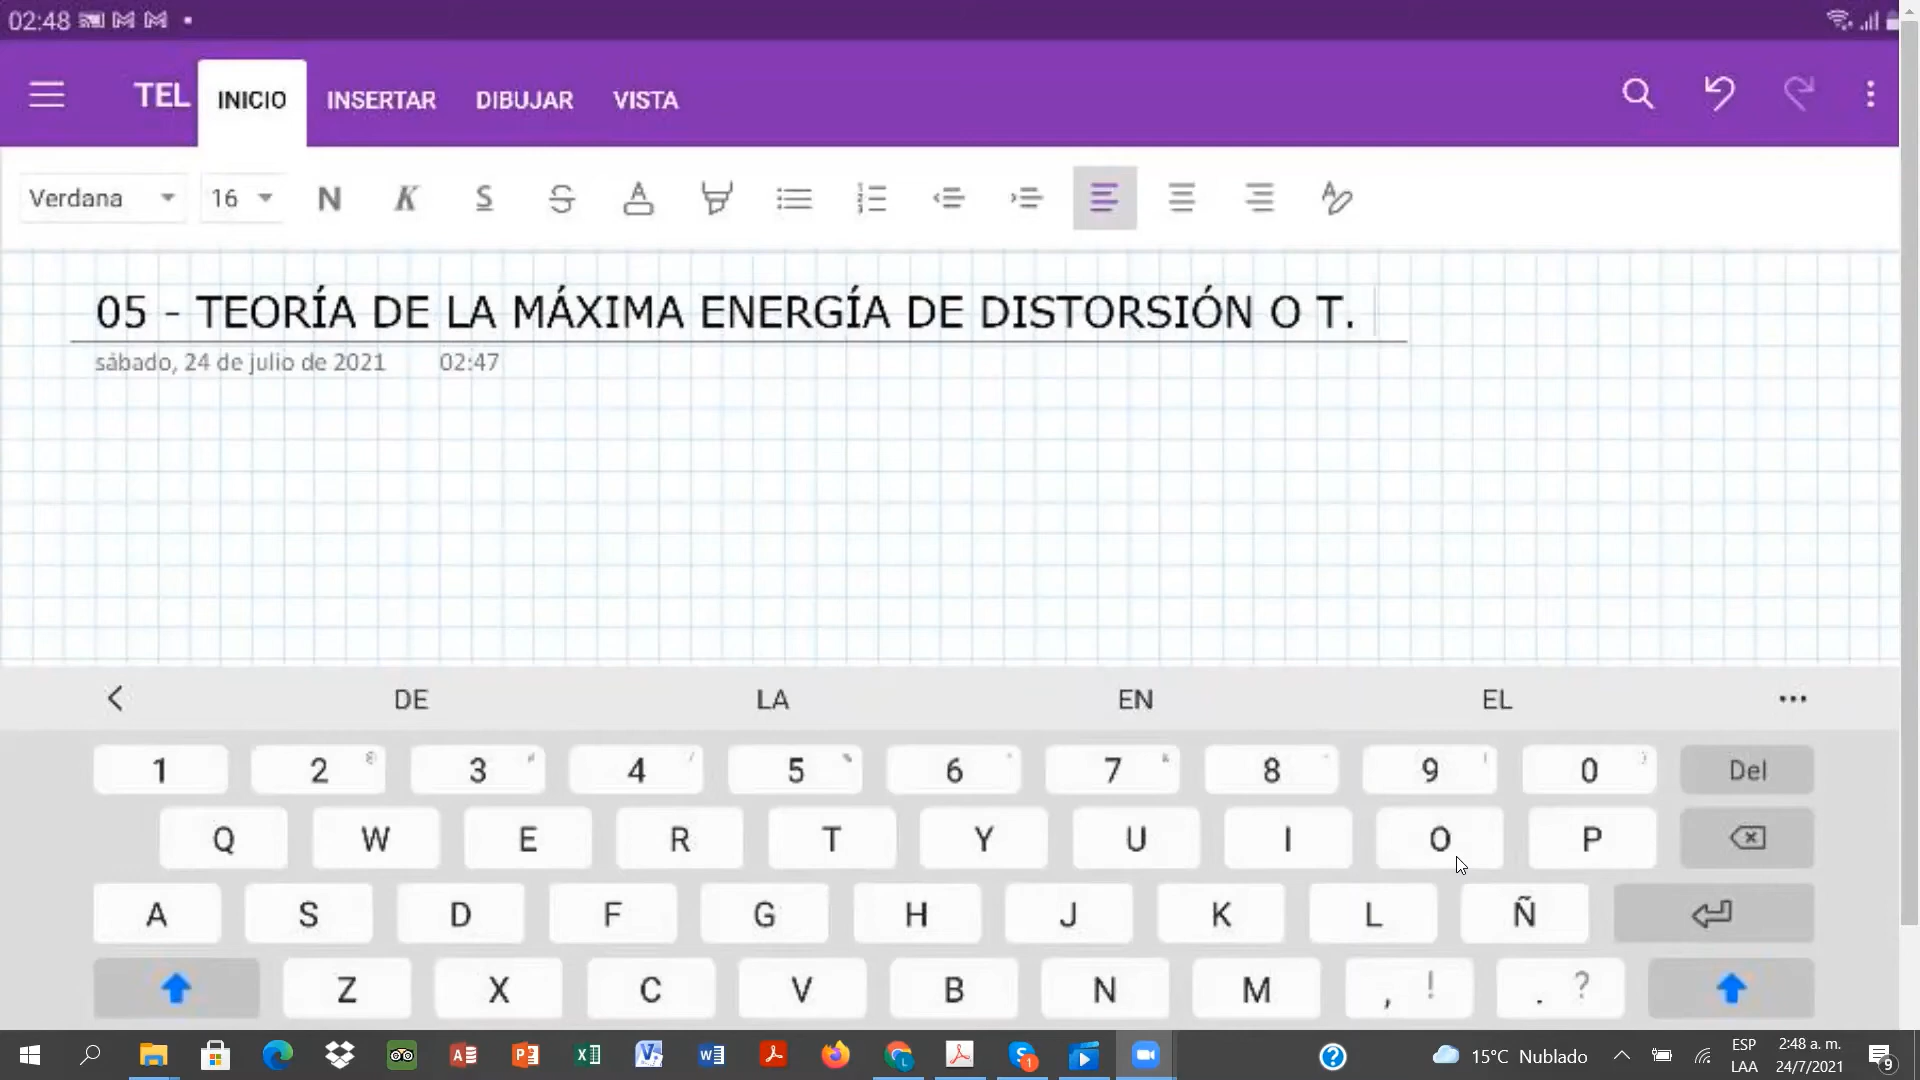 02:48
TEL INICIO INSERTAR DIBUJAR VISTA
Verdana 16 N K S S A
05 - TEORÍA DE LA MÁXIMA ENERGÍA DE DISTORSIÓN O T.
sábado, 24 de julio de 2021 02:47
DE LA EN EL ...
1 2 3 4 5 6 7 8 9 0 Del
Q W E R T Y U I O P
A S D F G H J K L Ñ
Z X C V B N M , ! . ?
15°C Nublado
ESP
LAA
2:48 a. m.
24/7/2021
9